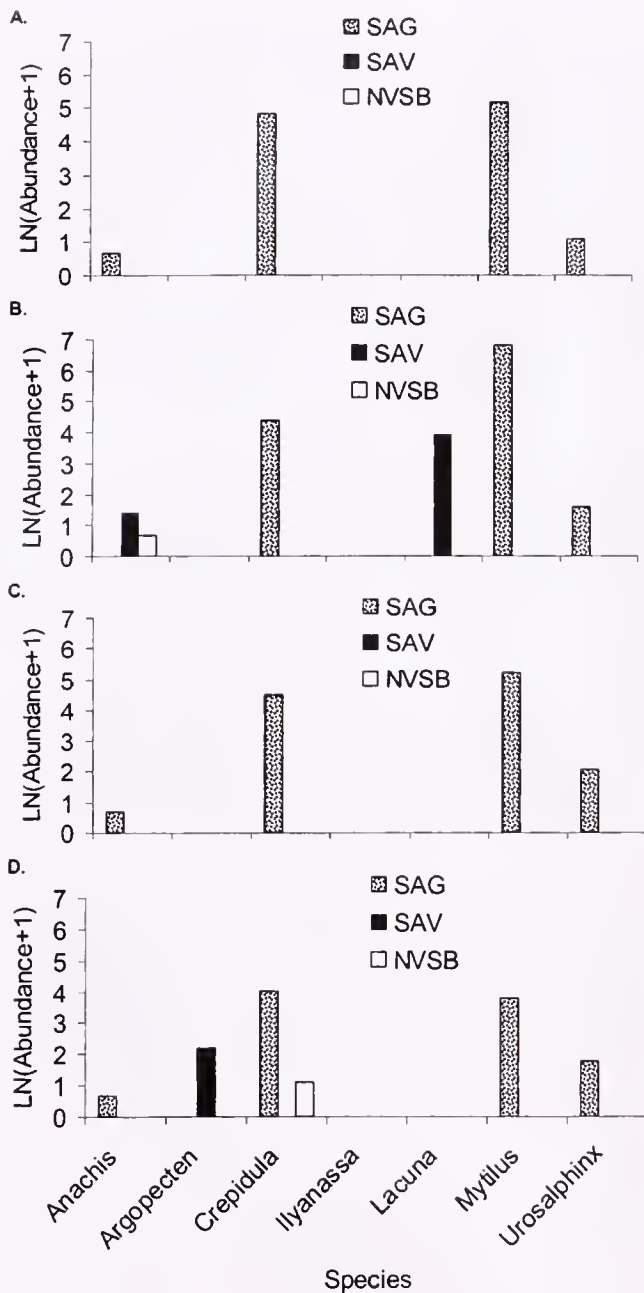 A.
LN(Abundance+1)
7
6
5
4
3
2
1
0
SAG
SAV
NVSB
B.
LN(Abundance+1)
7
6
5
4
3
2
1
0
SAG
SAV
NVSB
C.
LN(Abundance+1)
7
6
5
4
3
2
1
0
SAG
SAV
NVSB
D.
LN(Abundance+1)
7
6
5
4
3
2
1
0
SAG
SAV
NVSB
Anachis
Argopecten
Crepidula
Ilyanassa
Lacuna
Mytilus
Urosalphinx
Species